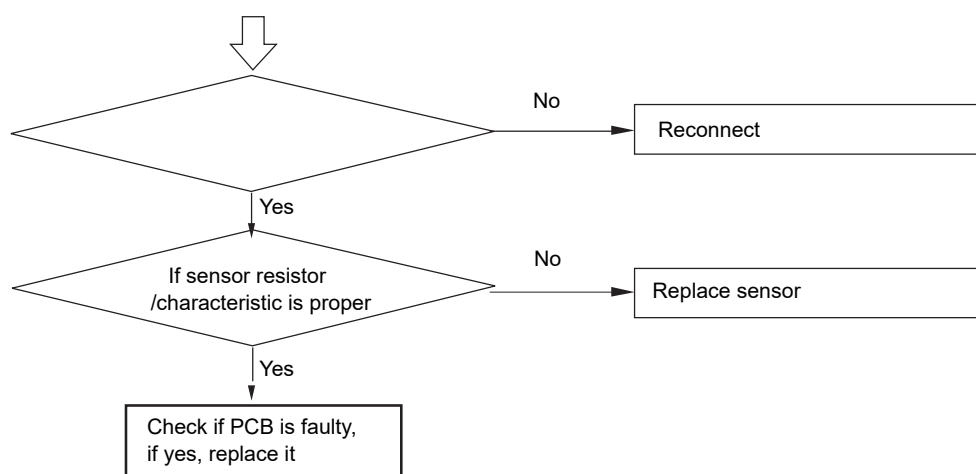 No
Reconnect
Yes
If sensor resistor
/characteristic is proper
No
Replace sensor
Yes
Check if PCB is faulty,
if yes, replace it